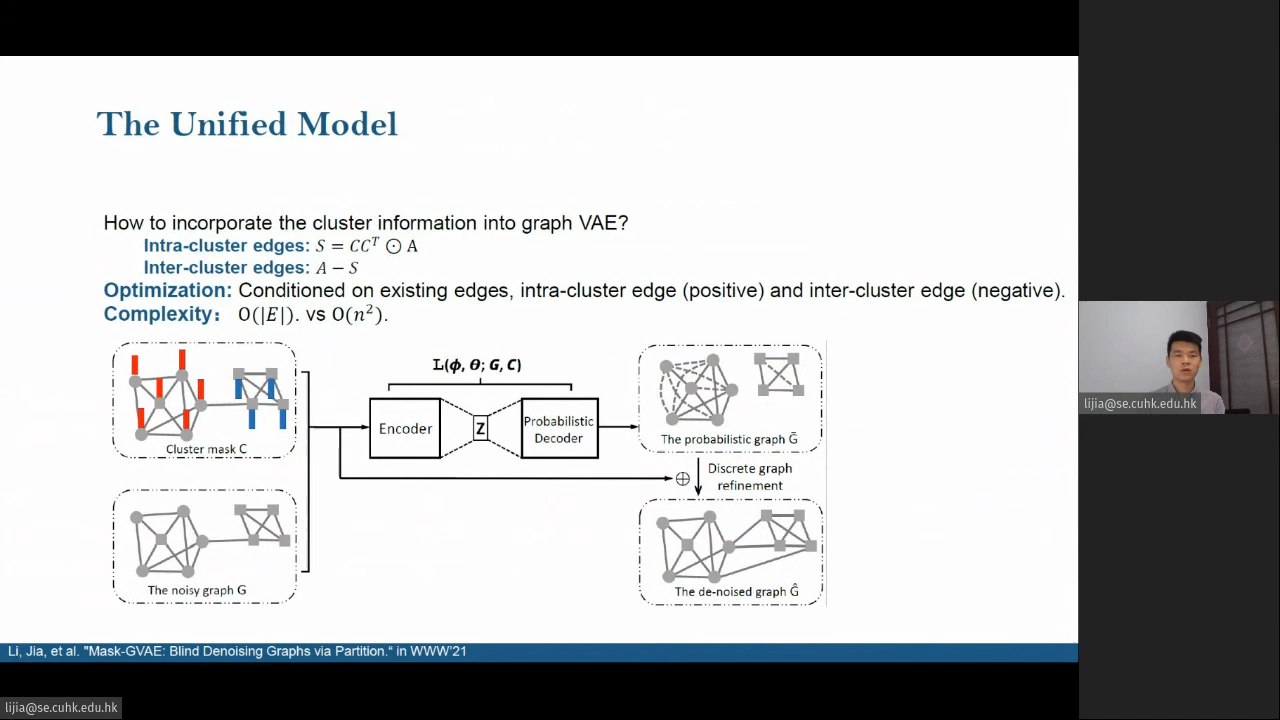 The Unified Model
How to incorporate the cluster information into graph VAE?
Intra-cluster edges: S = CCᵀ ⊙ A
Inter-cluster edges: A − S
Optimization: Conditioned on existing edges, intra-cluster edge (positive) and inter-cluster edge (negative).
Complexity: O(|E|). vs O(n²).
Cluster mask C
The noisy graph G
𝕃(ϕ, θ; G, C)
Encoder
Z
Probabilistic
Decoder
The probabilistic graph Ḡ
⊕
Discrete graph
refinement
The de-noised graph Ĝ
Li, Jia, et al. "Mask-GVAE: Blind Denoising Graphs via Partition." in WWW'21
lijia@se.cuhk.edu.hk
lijia@se.cuhk.edu.hk